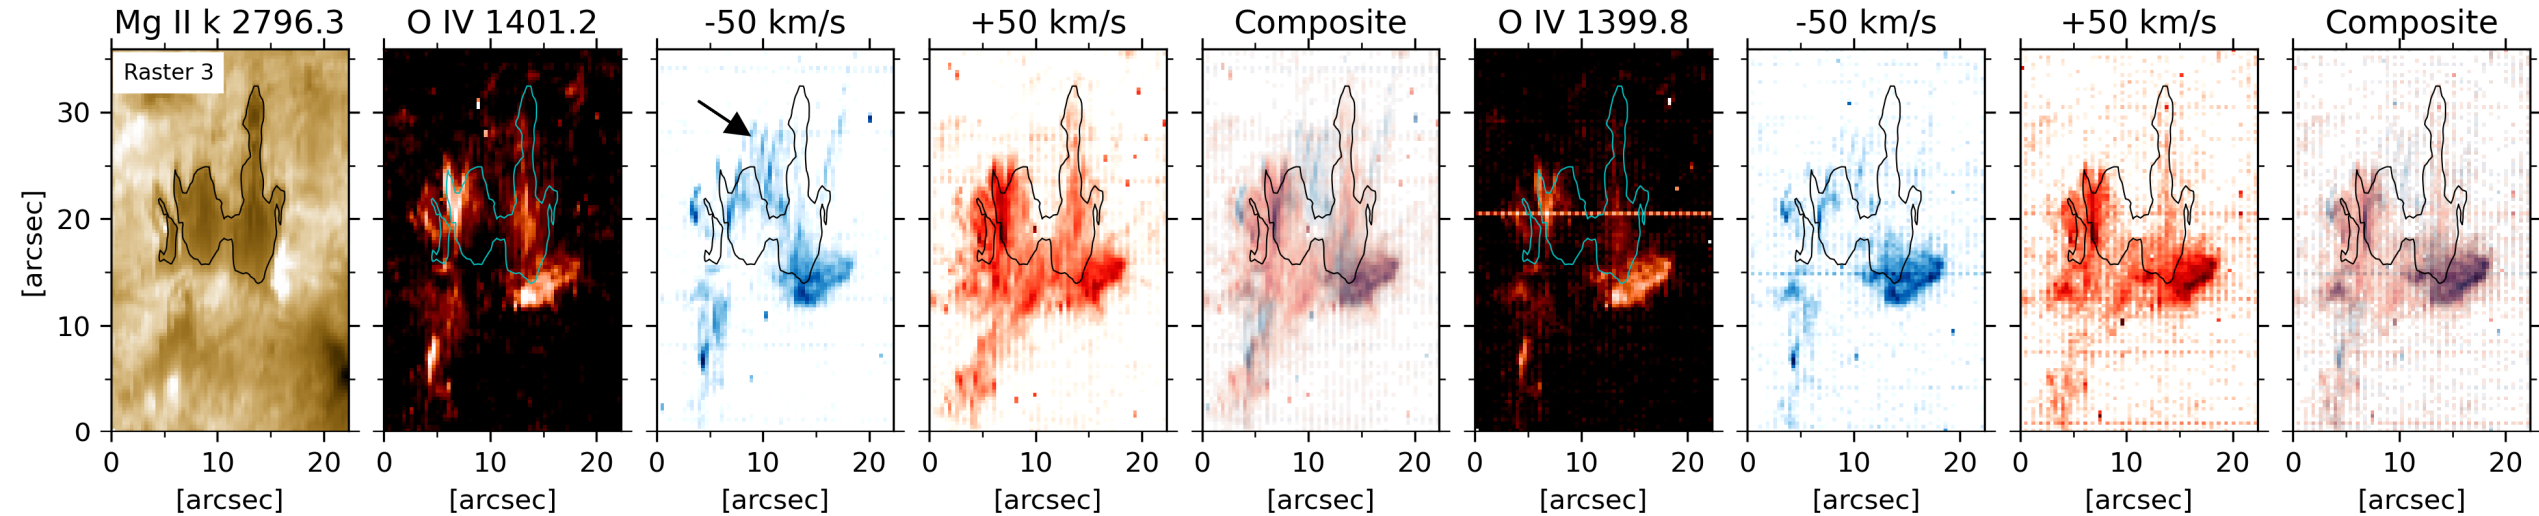 Mg II k 2796.3 O IV 1401.2 -50 km/s +50 km/s Composite O IV 1399.8 -50 km/s +50 km/s Composite
Raster 3
30
20
10
0
[arcsec]
0 10 20 0 10 20 0 10 20 0 10 20 0 10 20 0 10 20 0 10 20 0 10 20 0 10 20
[arcsec] [arcsec] [arcsec] [arcsec] [arcsec] [arcsec] [arcsec] [arcsec] [arcsec]